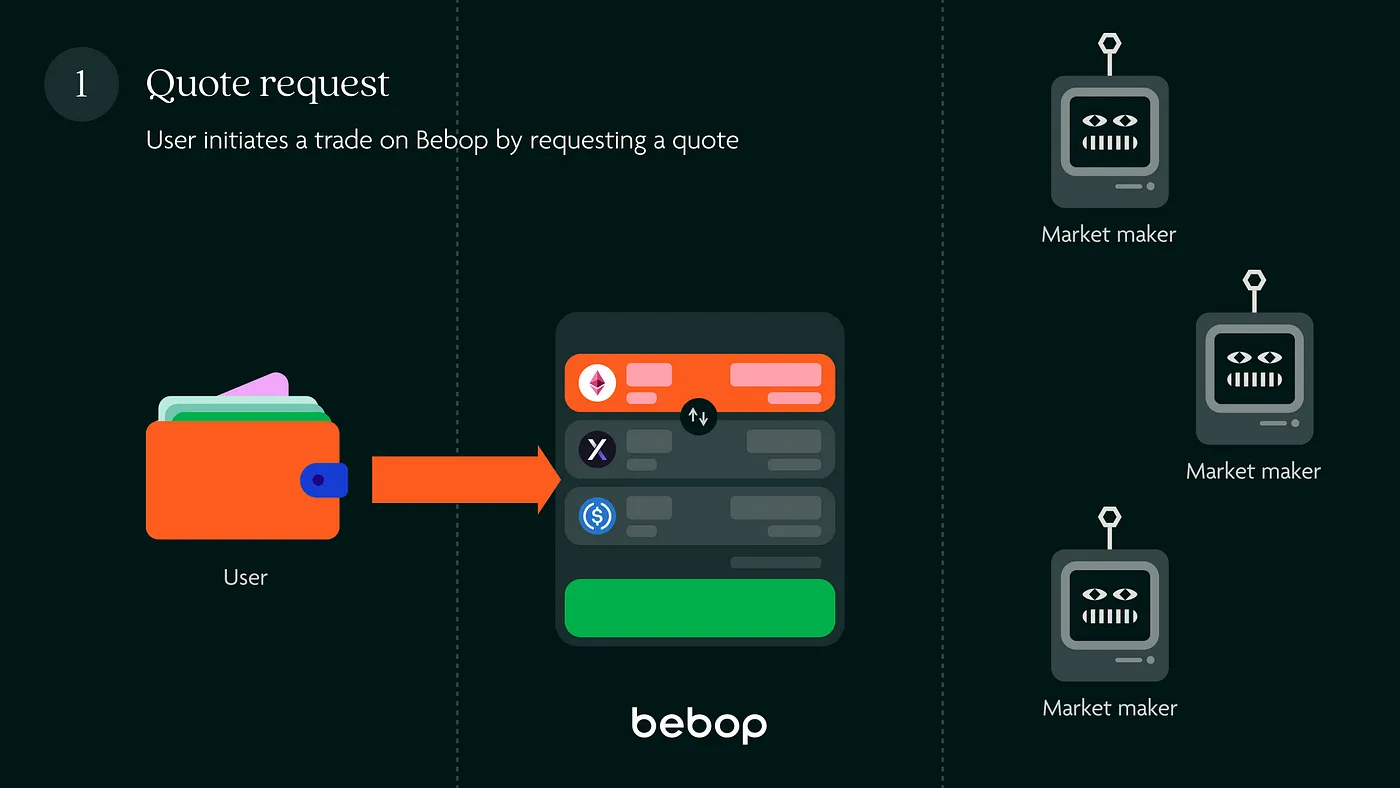 1
Quote request
User initiates a trade on Bebop by requesting a quote
Market maker
Market maker
User
Market maker
bebop